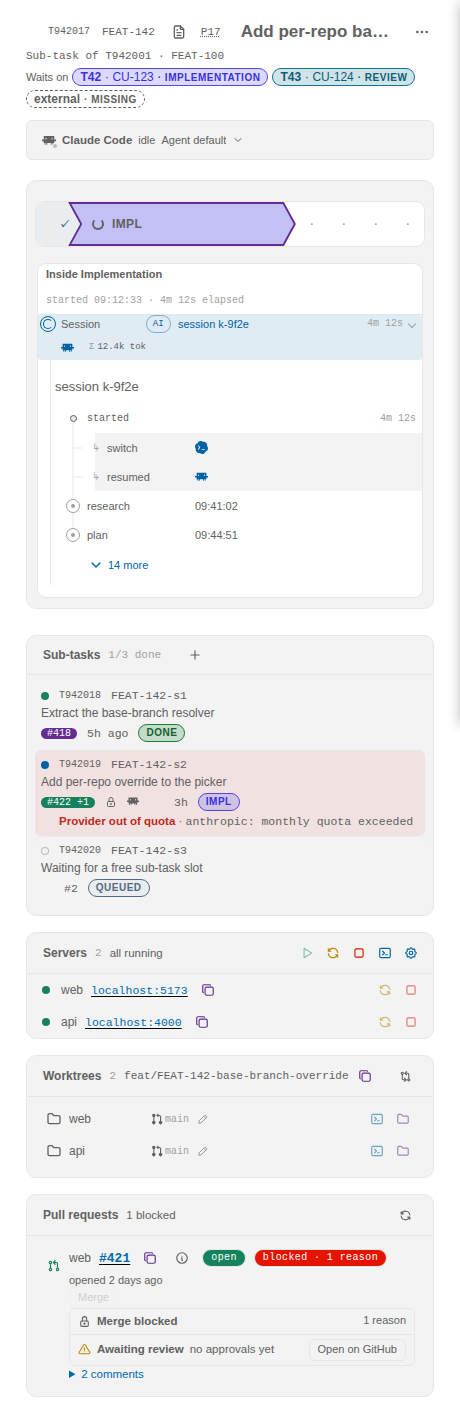 T942017 FEAT-142 P17 Add per-repo ba… ···
Sub-task of T942001 · FEAT-100
Waits on T42 · CU-123 · IMPLEMENTATION T43 · CU-124 · REVIEW
external · MISSING
Claude Code idle Agent default
✓ IMPL · · · ·
Inside Implementation
started 09:12:33 · 4m 12s elapsed
Session AI session k-9f2e 4m 12s
Σ 12.4k tok
session k-9f2e
started 4m 12s
↳ switch
↳ resumed
research 09:41:02
plan 09:44:51
14 more
Sub-tasks 1/3 done +
T942018 FEAT-142-s1
Extract the base-branch resolver
#418 5h ago DONE
T942019 FEAT-142-s2
Add per-repo override to the picker
#422 +1 3h IMPL
Provider out of quota · anthropic: monthly quota exceeded
T942020 FEAT-142-s3
Waiting for a free sub-task slot
#2 QUEUED
Servers 2 all running
web localhost:5173
api localhost:4000
Worktrees 2 feat/FEAT-142-base-branch-override
web main
api main
Pull requests 1 blocked
web #421 open blocked · 1 reason
opened 2 days ago
Merge
Merge blocked 1 reason
Awaiting review no approvals yet Open on GitHub
2 comments